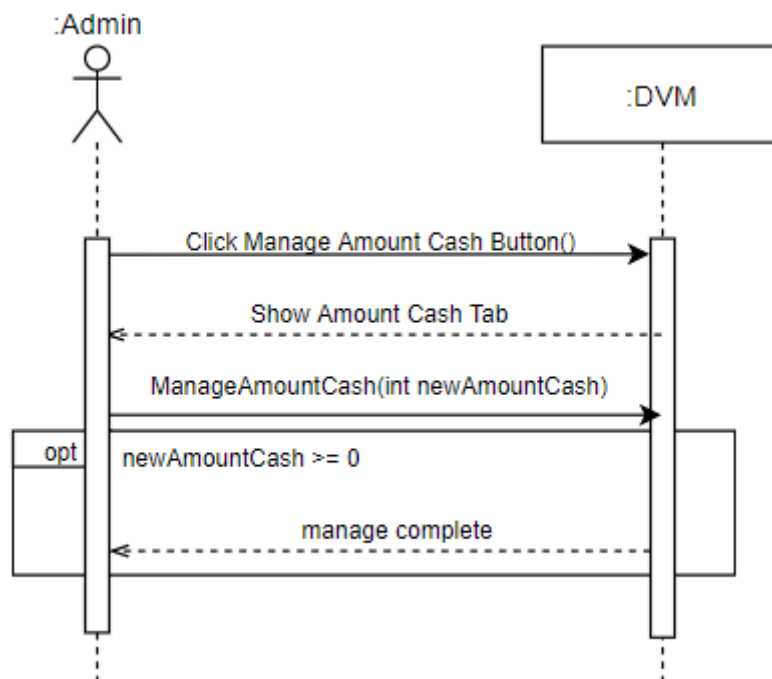 :Admin
:DVM
Click Manage Amount Cash Button()
Show Amount Cash Tab
ManageAmountCash(int newAmountCash)
opt
newAmountCash >= 0
manage complete